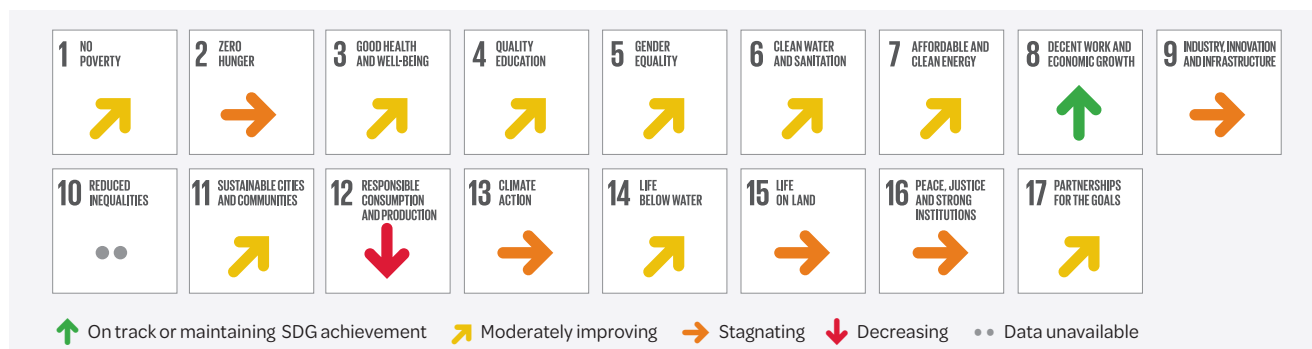 1 NO
POVERTY
2 ZERO
HUNGER
3 GOOD HEALTH
AND WELL-BEING
4 QUALITY
EDUCATION
5 GENDER
EQUALITY
6 CLEAN WATER
AND SANITATION
7 AFFORDABLE AND
CLEAN ENERGY
8 DECENT WORK AND
ECONOMIC GROWTH
9 INDUSTRY, INNOVATION
AND INFRASTRUCTURE
10 REDUCED
INEQUALITIES
11 SUSTAINABLE CITIES
AND COMMUNITIES
12 RESPONSIBLE
CONSUMPTION
AND PRODUCTION
13 CLIMATE
ACTION
14 LIFE
BELOW WATER
15 LIFE
ON LAND
16 PEACE, JUSTICE
AND STRONG
INSTITUTIONS
17 PARTNERSHIPS
FOR THE GOALS
On track or maintaining SDG achievement Moderately improving Stagnating Decreasing Data unavailable